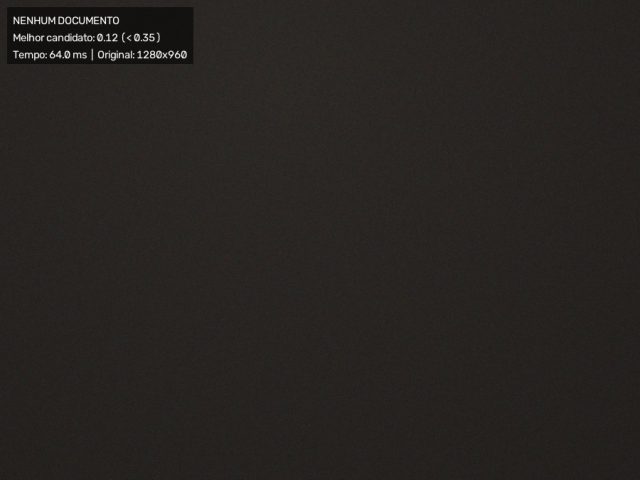 NENHUM DOCUMENTO
Melhor candidato: 0.12 (< 0.35)
Tempo: 64.0 ms | Original: 1280x960